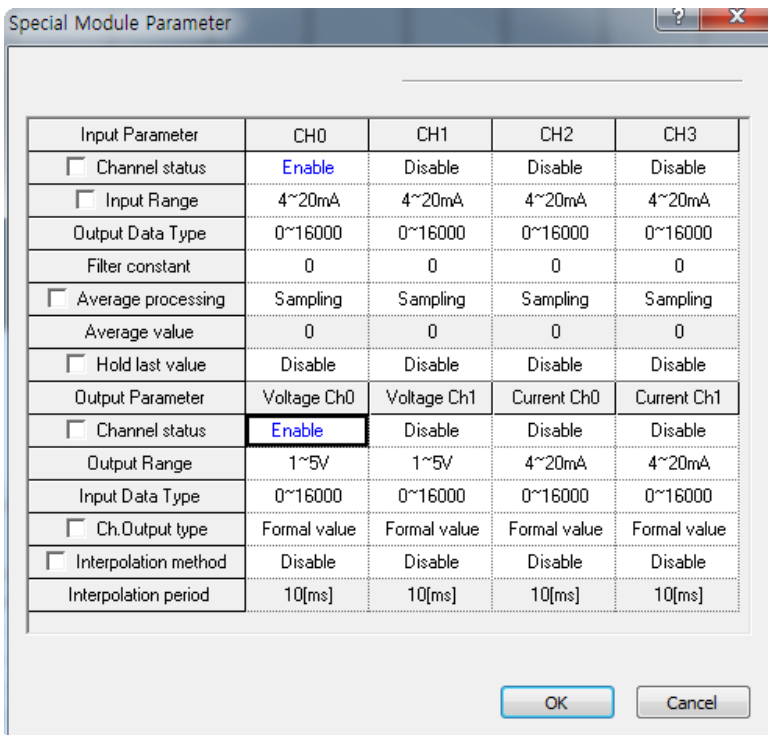 Special Module Parameter
?
X
Input Parameter CH0 CH1 CH2 CH3
Channel status Enable Disable Disable Disable
Input Range 4~20mA 4~20mA 4~20mA 4~20mA
Output Data Type 0~16000 0~16000 0~16000 0~16000
Filter constant 0 0 0 0
Average processing Sampling Sampling Sampling Sampling
Average value 0 0 0 0
Hold last value Disable Disable Disable Disable
Output Parameter Voltage Ch0 Voltage Ch1 Current Ch0 Current Ch1
Channel status Enable Disable Disable Disable
Output Range 1~5V 1~5V 4~20mA 4~20mA
Input Data Type 0~16000 0~16000 0~16000 0~16000
Ch.Output type Formal value Formal value Formal value Formal value
Interpolation method Disable Disable Disable Disable
Interpolation period 10[ms] 10[ms] 10[ms] 10[ms]
OK Cancel